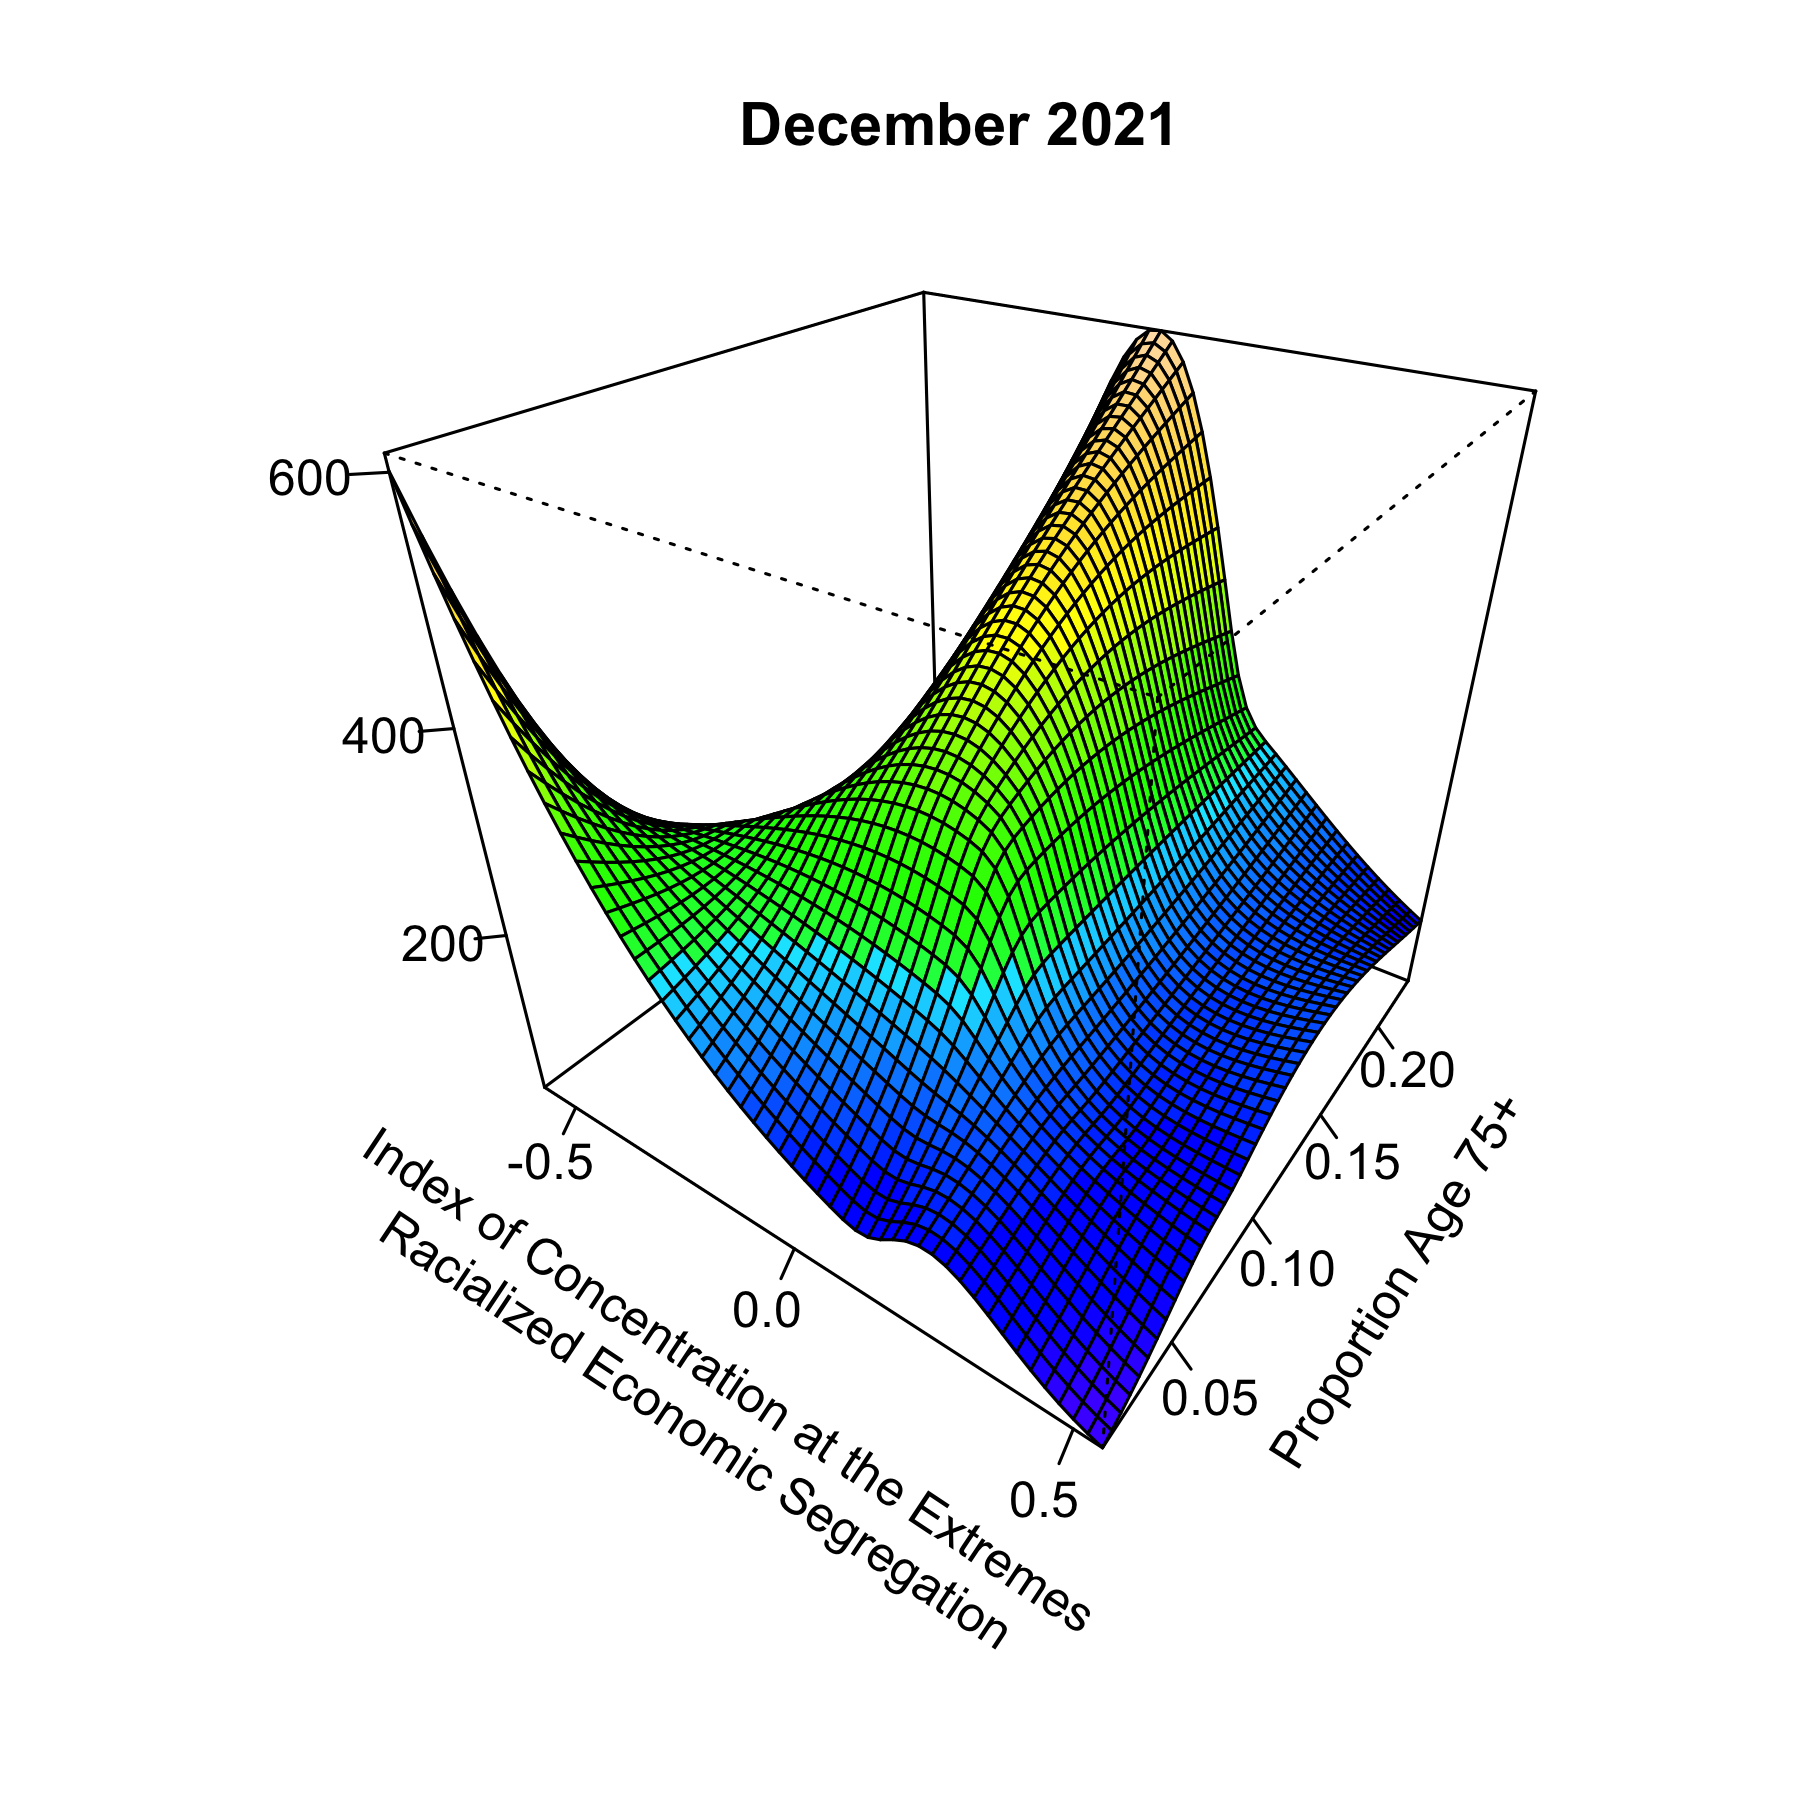 December 2021
600
400
200
-0.5
0.0
0.5
Index of Concentration at the Extremes
Racialized Economic Segregation
0.05
0.10
0.15
0.20
Proportion Age 75+